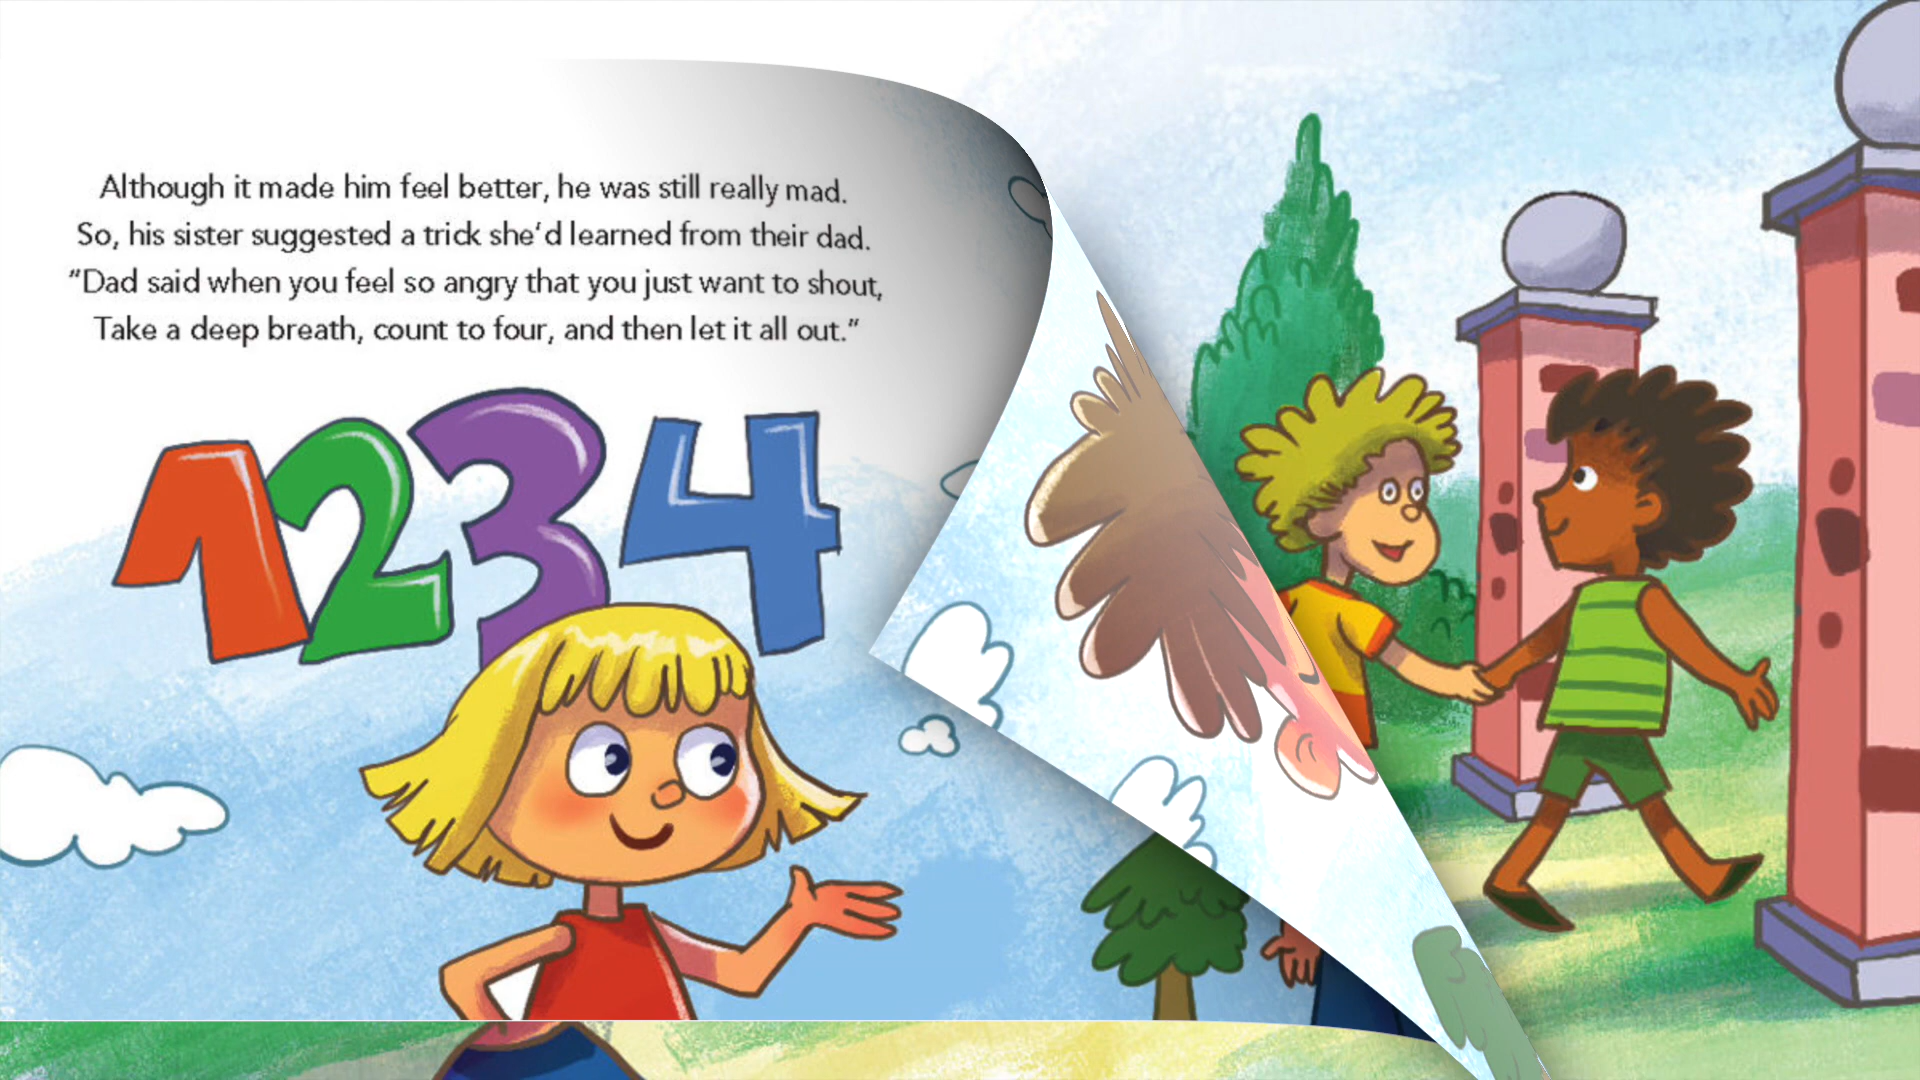 Although it made him feel better, he was still really mad.
So, his sister suggested a trick she'd learned from their dad.
"Dad said when you feel so angry that you just want to shout,
Take a deep breath, count to four, and then let it all out."
1234